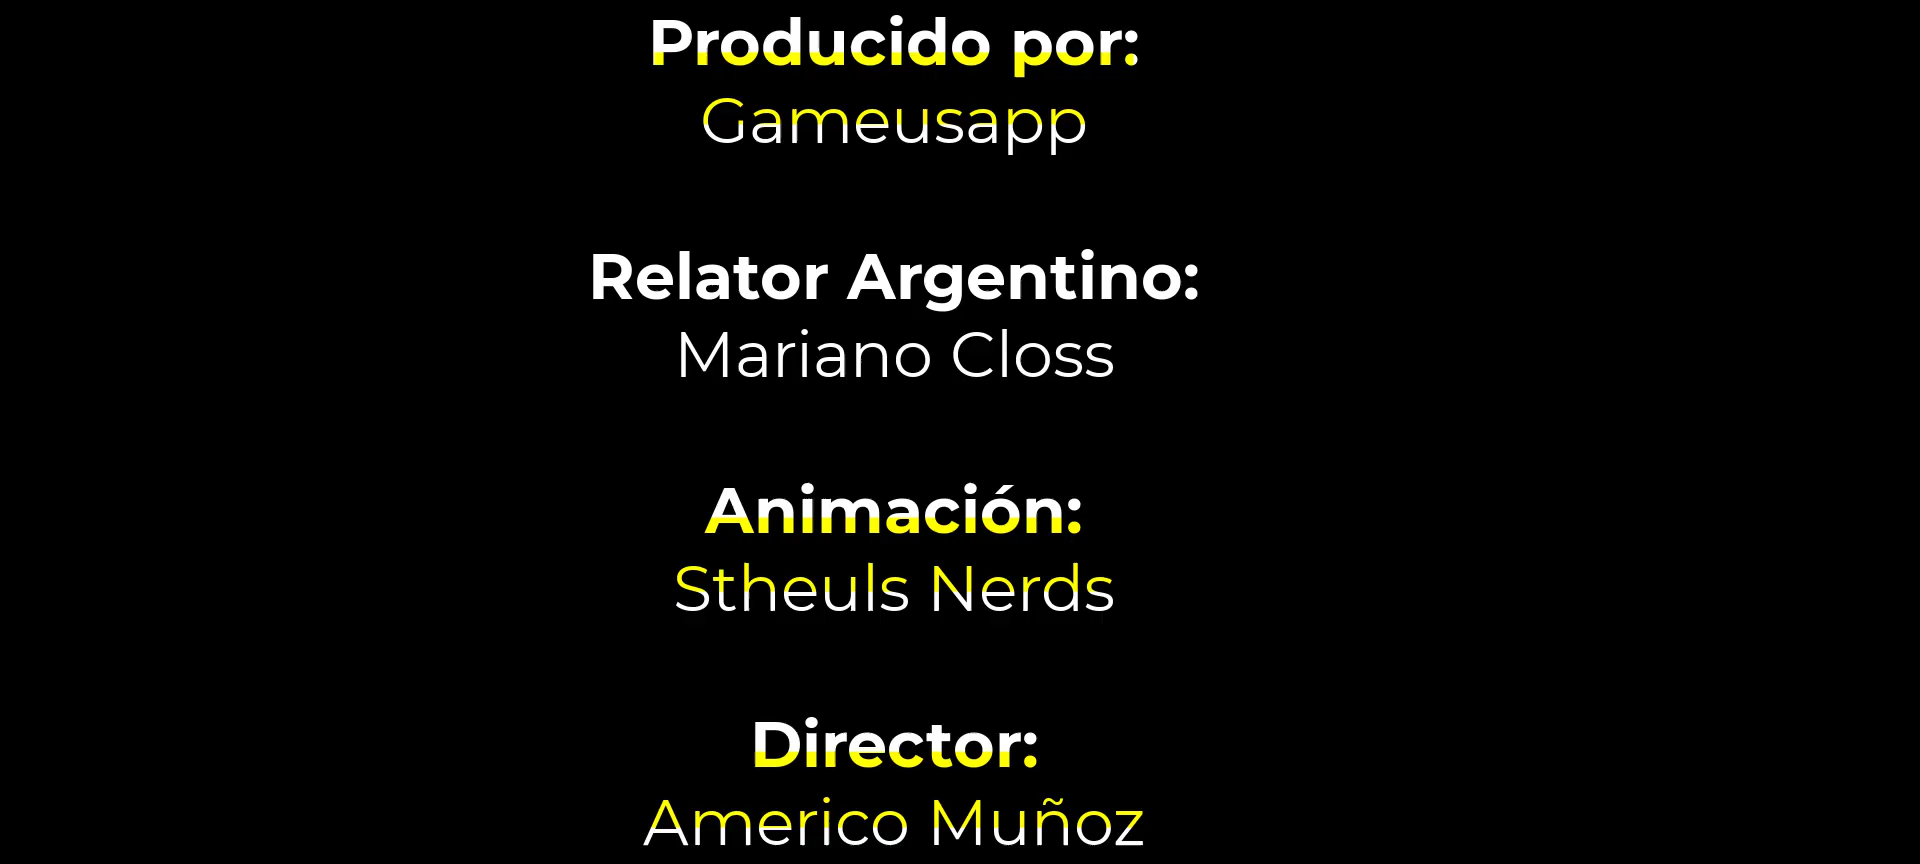 Producido por:
Gameusapp
Relator Argentino:
Mariano Closs
Animación:
Stheuls Nerds
Director:
Americo Muñoz